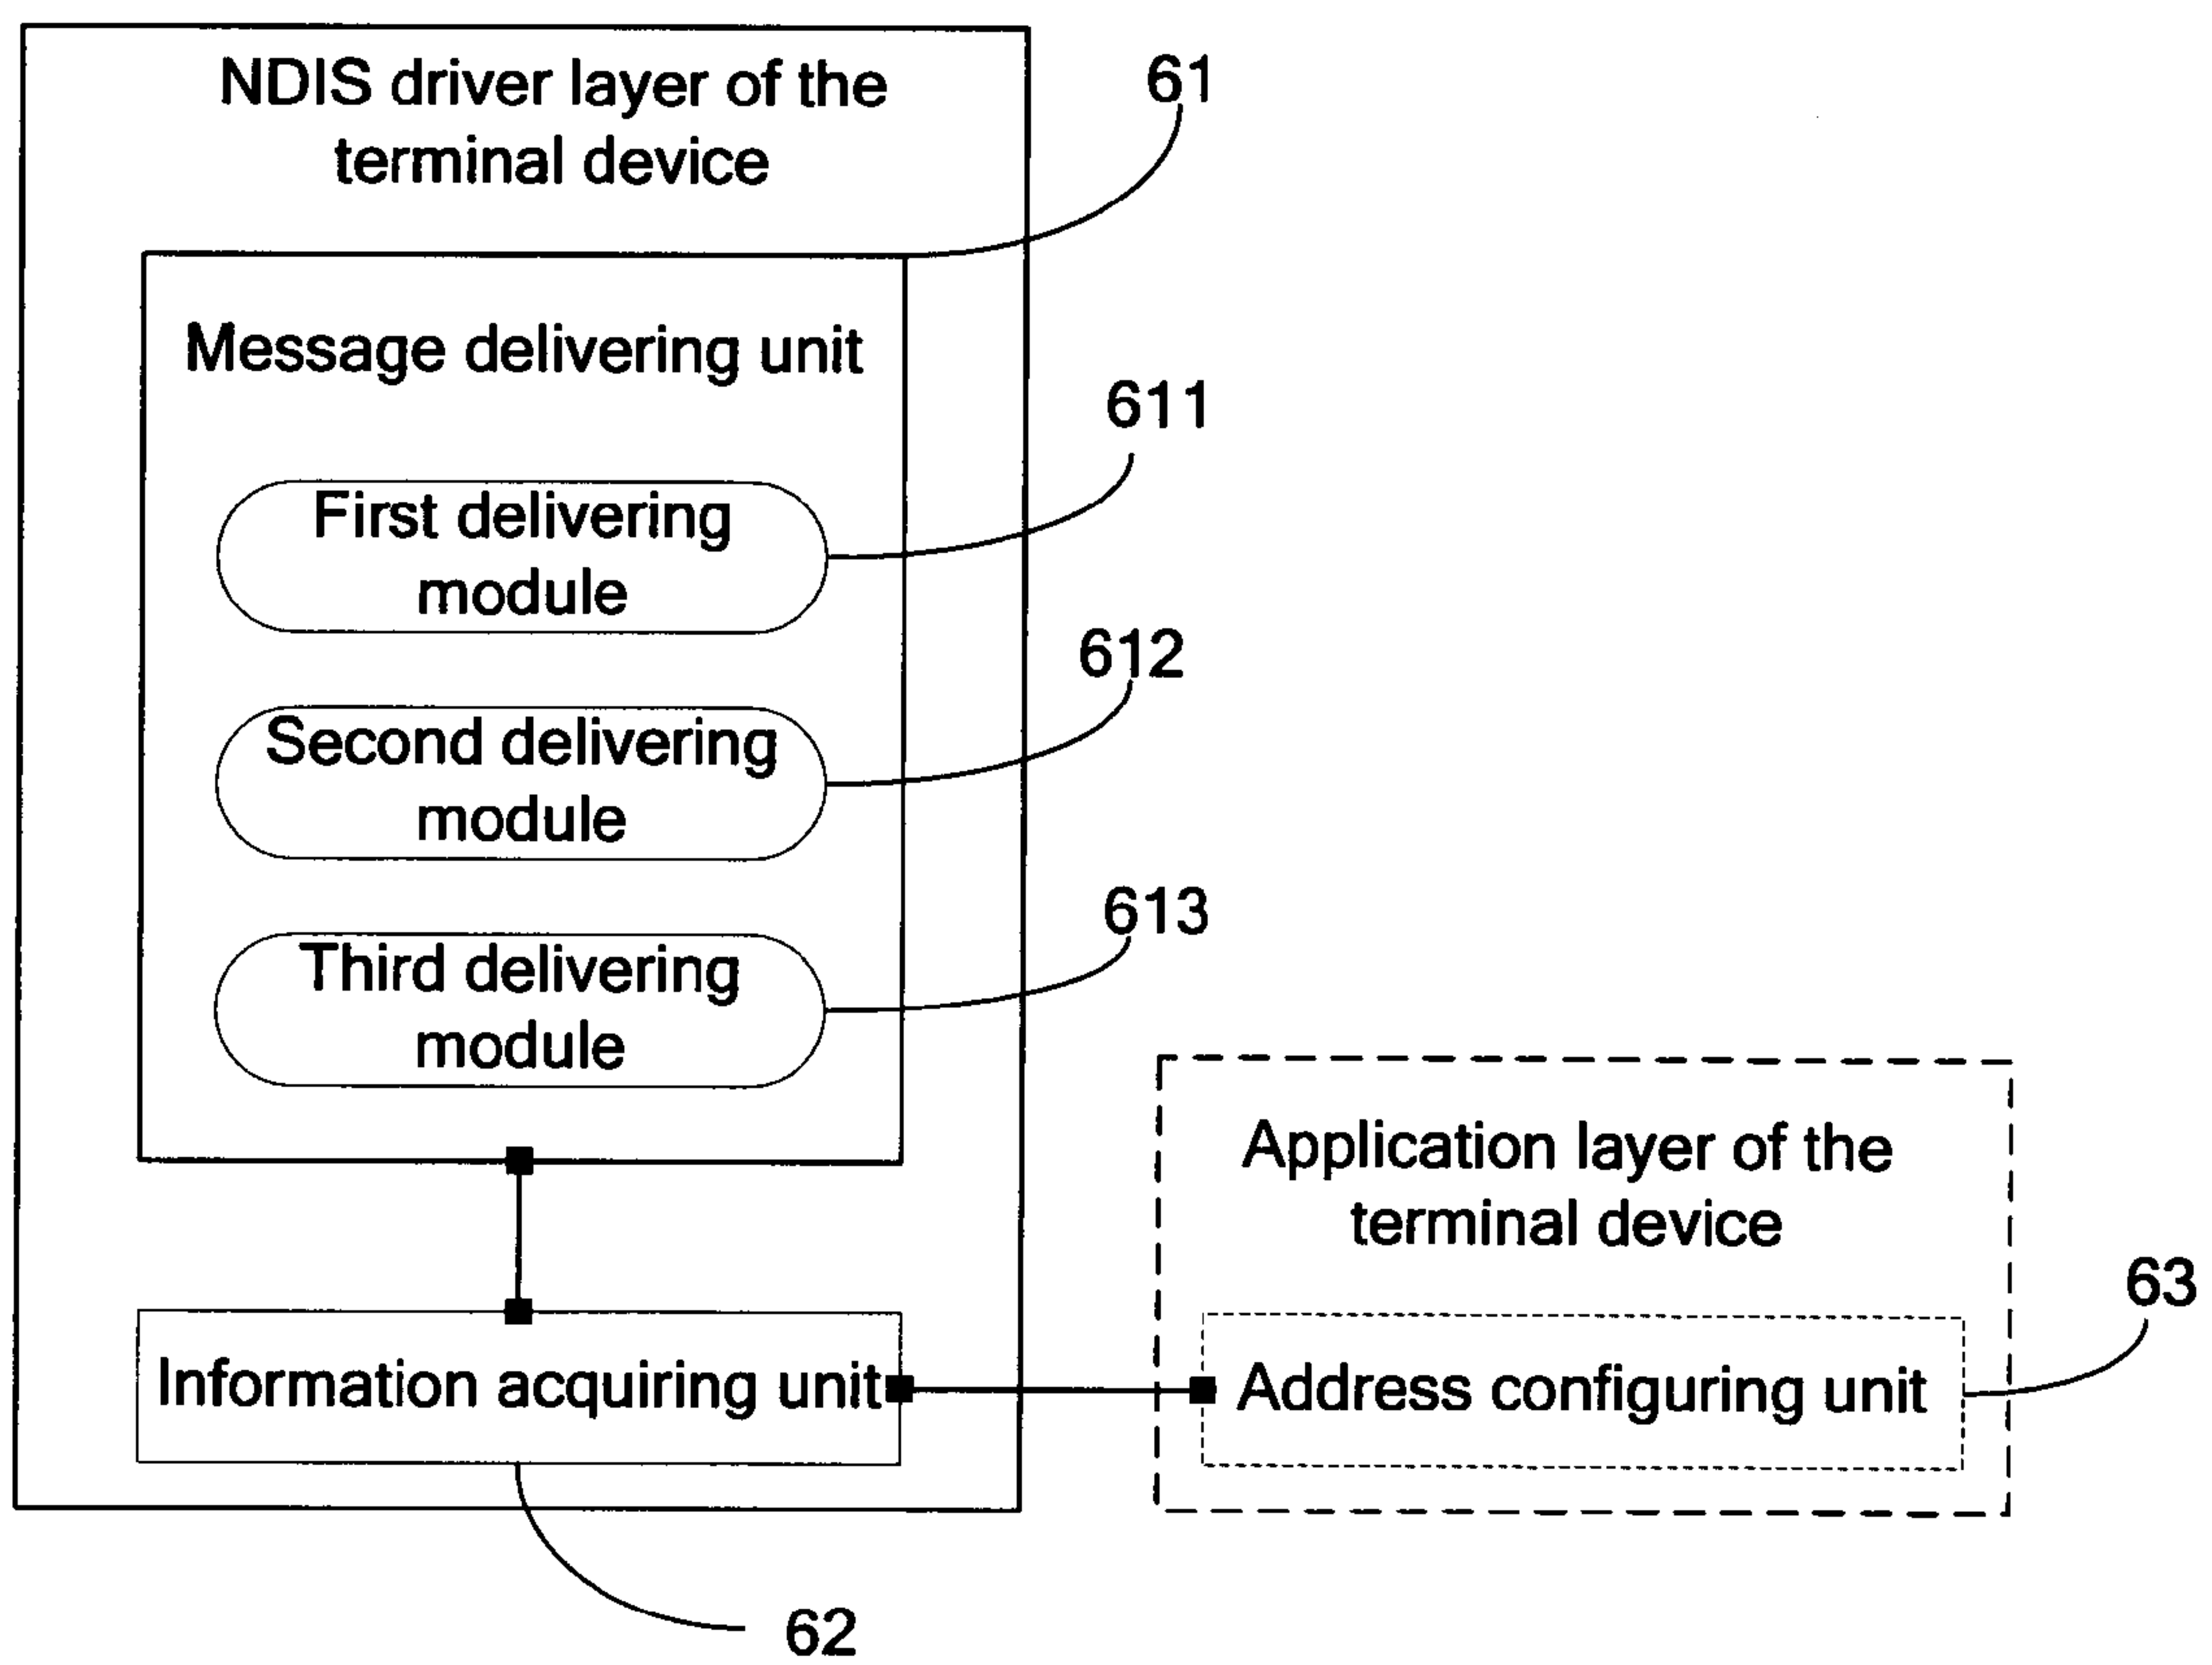 NDIS driver layer of the
terminal device
61
Message delivering unit
611
First delivering
module
612
Second delivering
module
613
Third delivering
module
Application layer of the
terminal device
63
Information acquiring unit
Address configuring unit
62